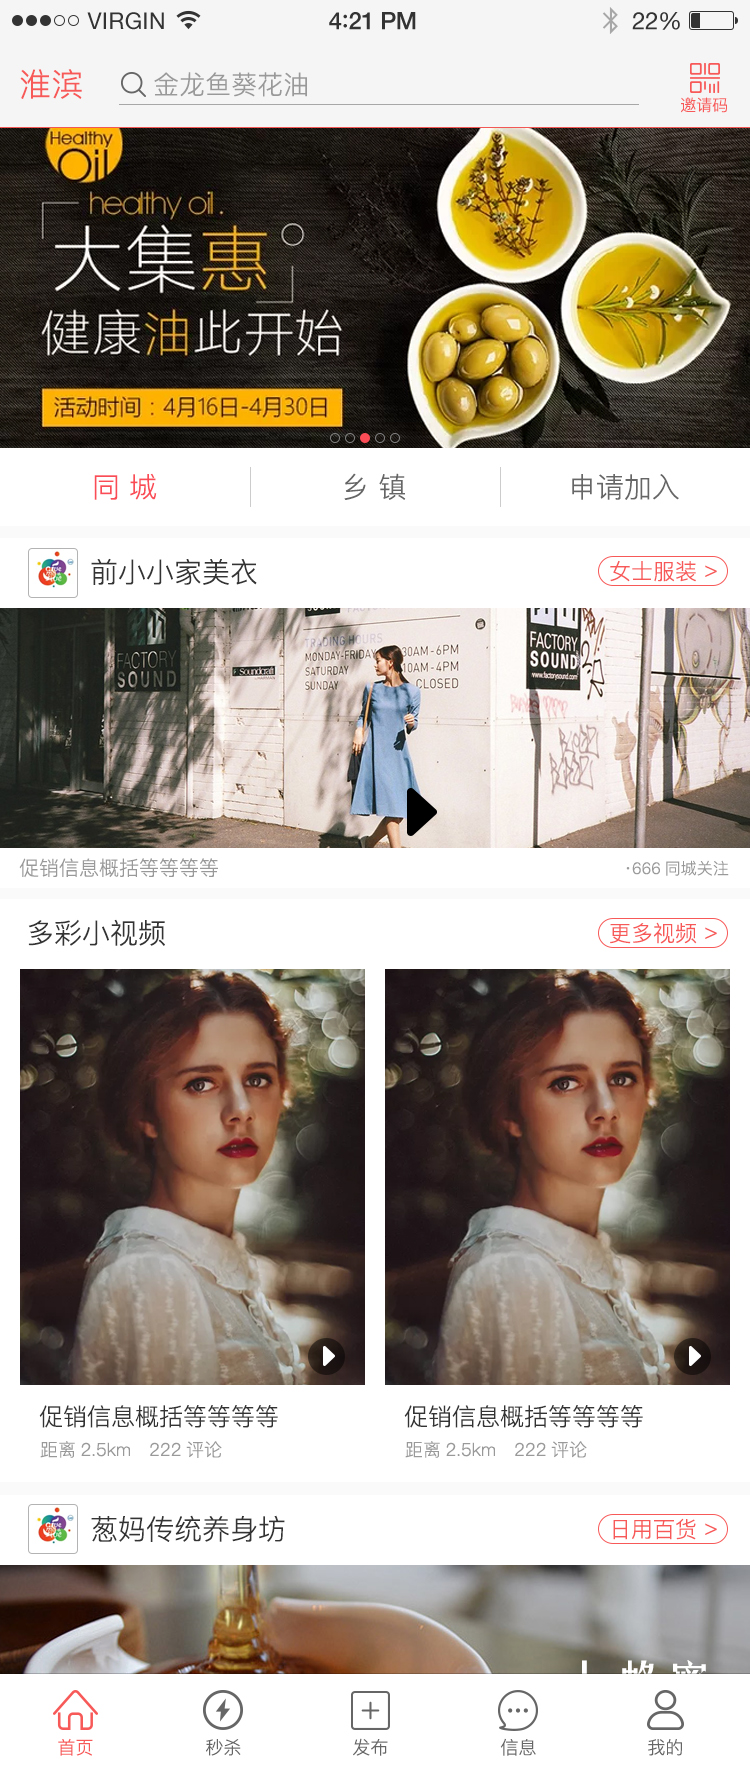 VIRGIN 4:21 PM 22%
淮滨 金龙鱼葵花油 邀请码
Healthy
Oil
healthy oil.
大集惠
健康油此开始
活动时间：4月16日-4月30日
同 城 乡 镇 申请加入
前小小家美衣 女士服装 >
TRADING HOURS
MONDAY-FRIDAY 30AM-6PM
SATURDAY 10AM-4PM
SUNDAY CLOSED
FACTORY
SOUND
FACTORY
SOUND
www.factorysound.com
促销信息概括等等等等 ·666 同城关注
多彩小视频 更多视频 >
促销信息概括等等等等 促销信息概括等等等等
距离 2.5km 222 评论 距离 2.5km 222 评论
葱妈传统养身坊 日用百货 >
首页 秒杀 发布 信息 我的